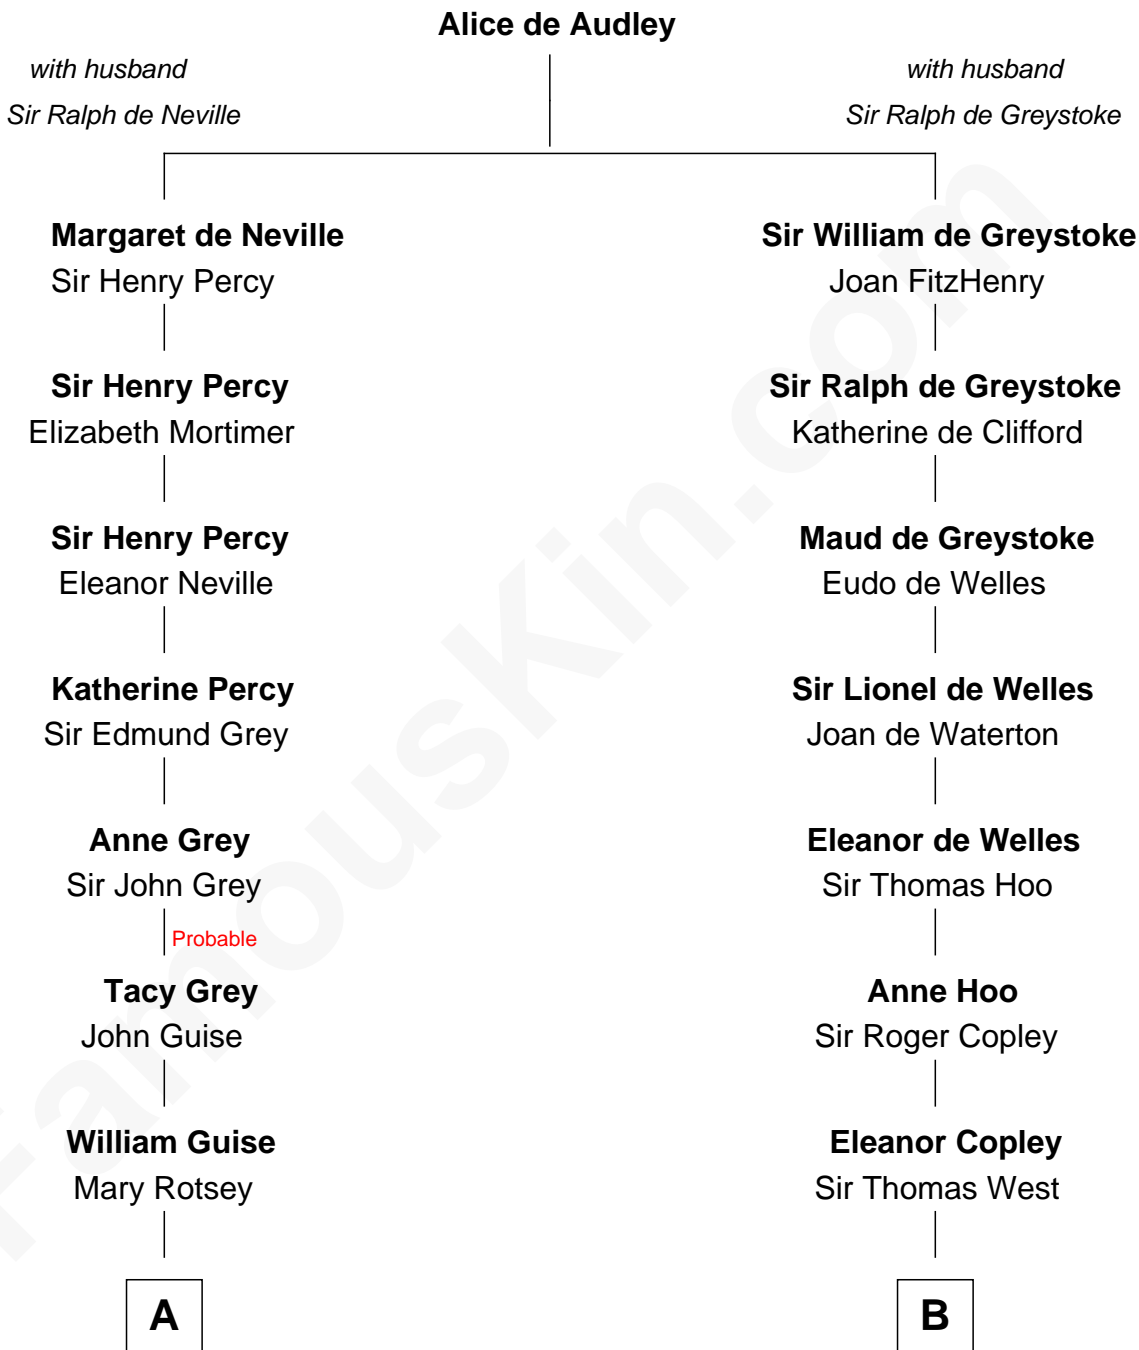 Alice de Audley
with husband
Sir Ralph de Neville
with husband
Sir Ralph de Greystoke
Margaret de Neville
Sir Henry Percy
Sir William de Greystoke
Joan FitzHenry
Sir Henry Percy
Elizabeth Mortimer
Sir Ralph de Greystoke
Katherine de Clifford
Sir Henry Percy
Eleanor Neville
Maud de Greystoke
Eudo de Welles
Katherine Percy
Sir Edmund Grey
Sir Lionel de Welles
Joan de Waterton
Anne Grey
Sir John Grey
Eleanor de Welles
Sir Thomas Hoo
Probable
Tacy Grey
John Guise
Anne Hoo
Sir Roger Copley
William Guise
Mary Rotsey
Eleanor Copley
Sir Thomas West
A
B
FamousKin.com